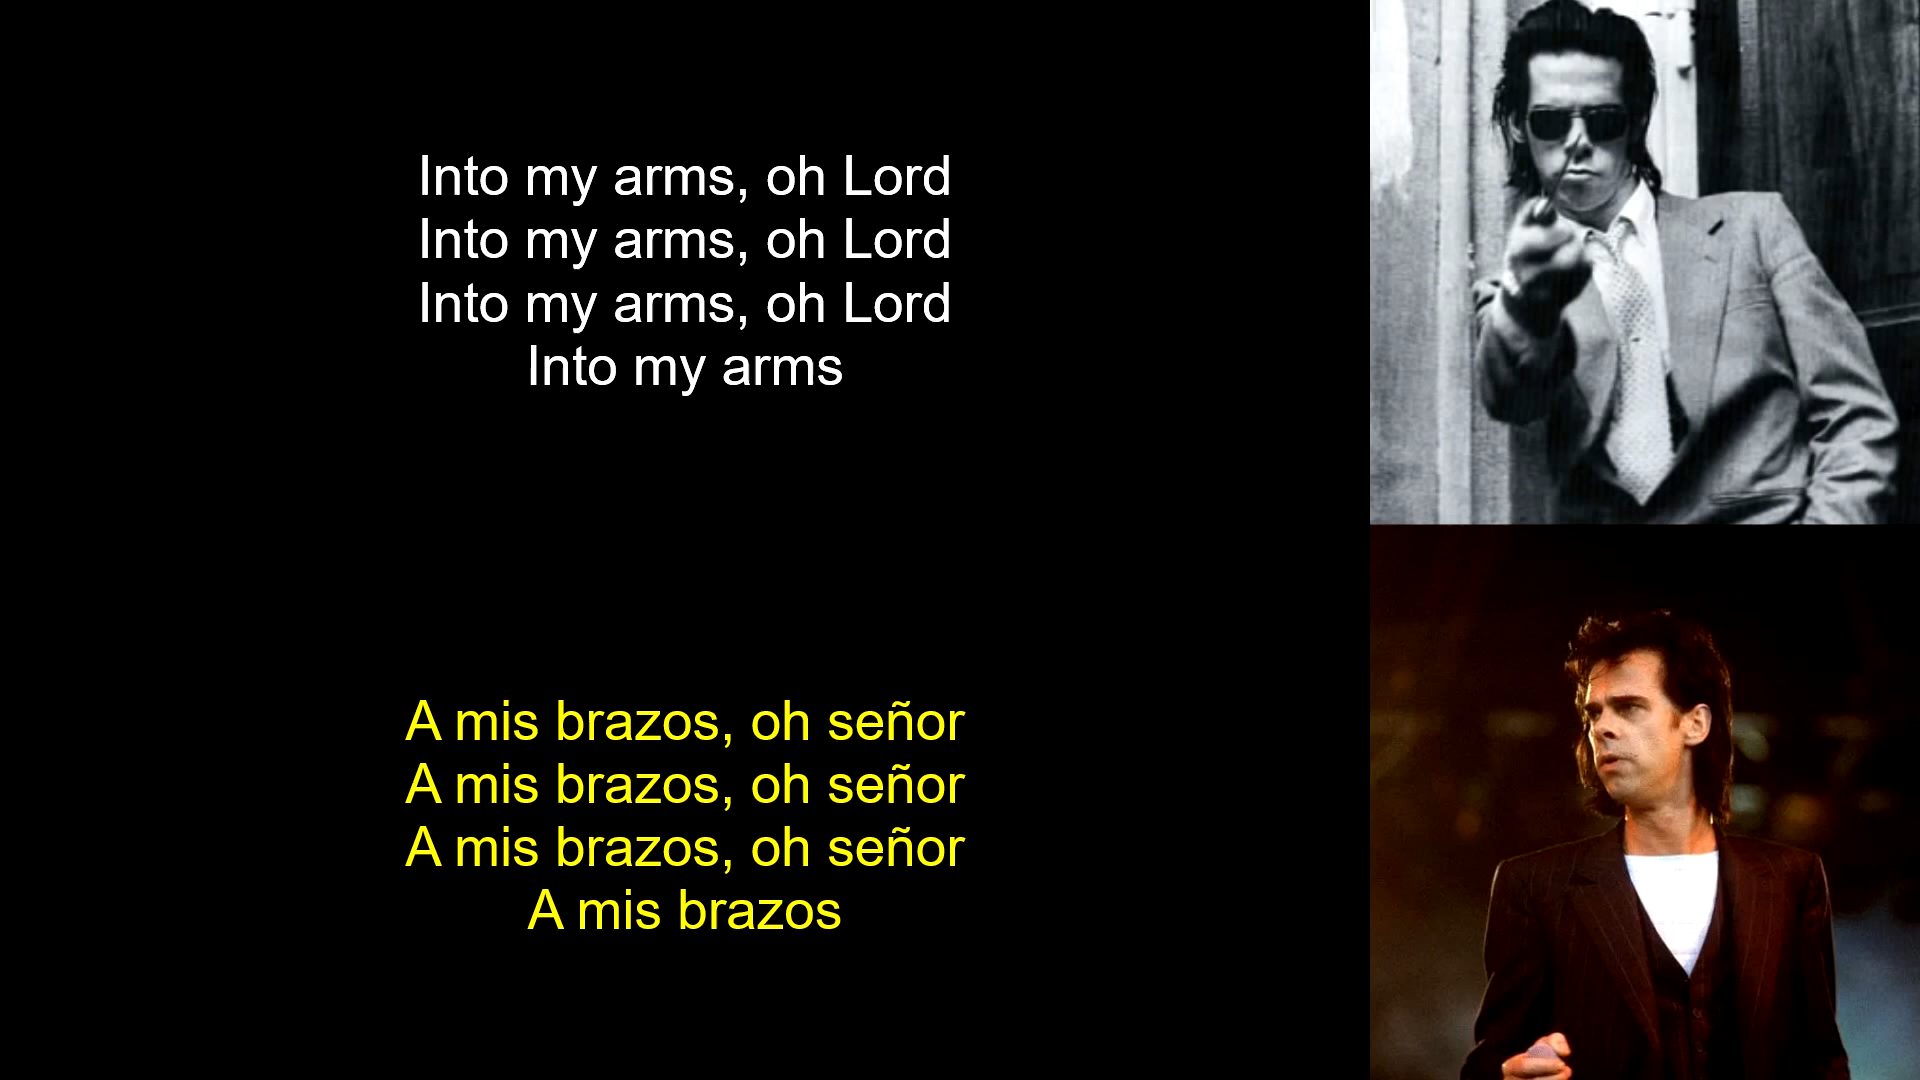 Into my arms, oh Lord
Into my arms, oh Lord
Into my arms, oh Lord
Into my arms
A mis brazos, oh señor
A mis brazos, oh señor
A mis brazos, oh señor
A mis brazos